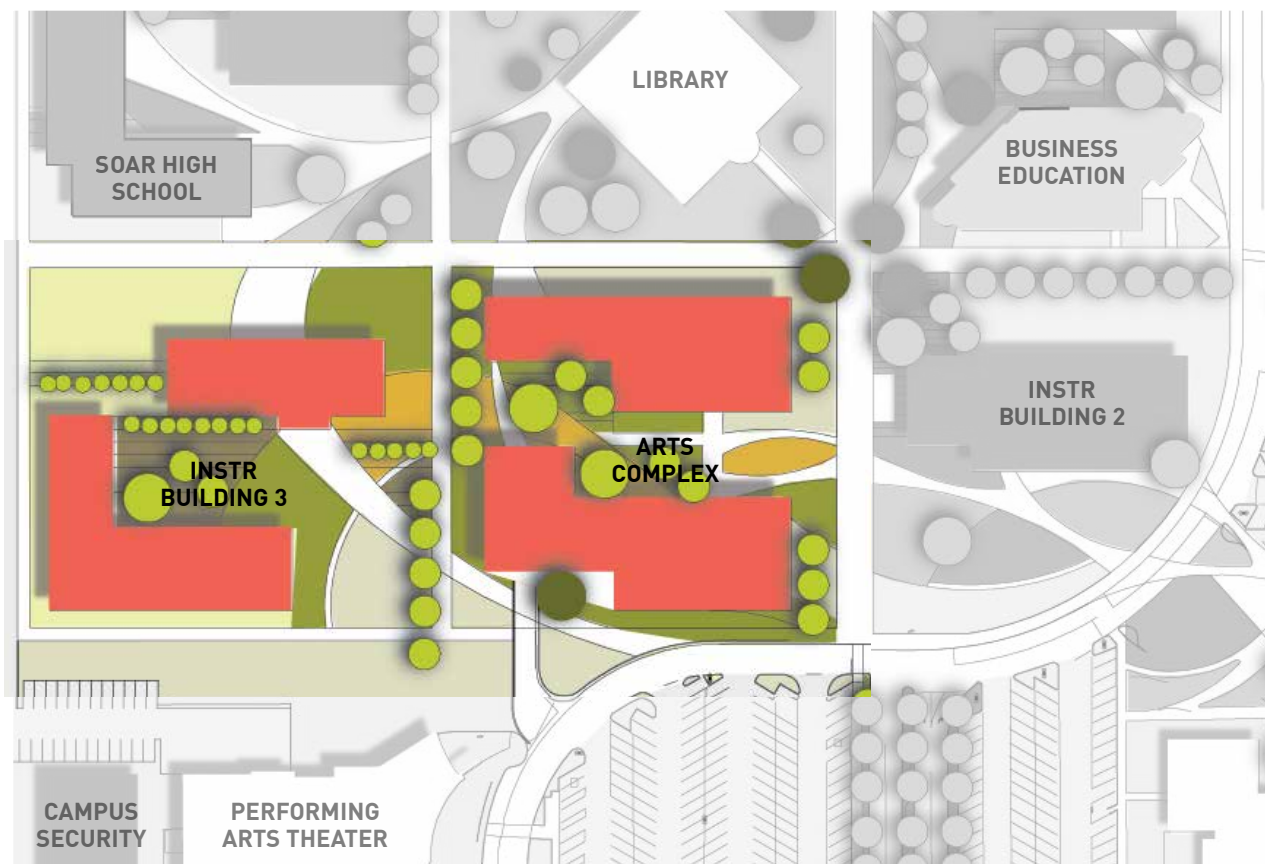 LIBRARY
SOAR HIGH
SCHOOL
BUSINESS
EDUCATION
INSTR
BUILDING 2
ARTS
COMPLEX
INSTR
BUILDING 3
CAMPUS
SECURITY
PERFORMING
ARTS THEATER